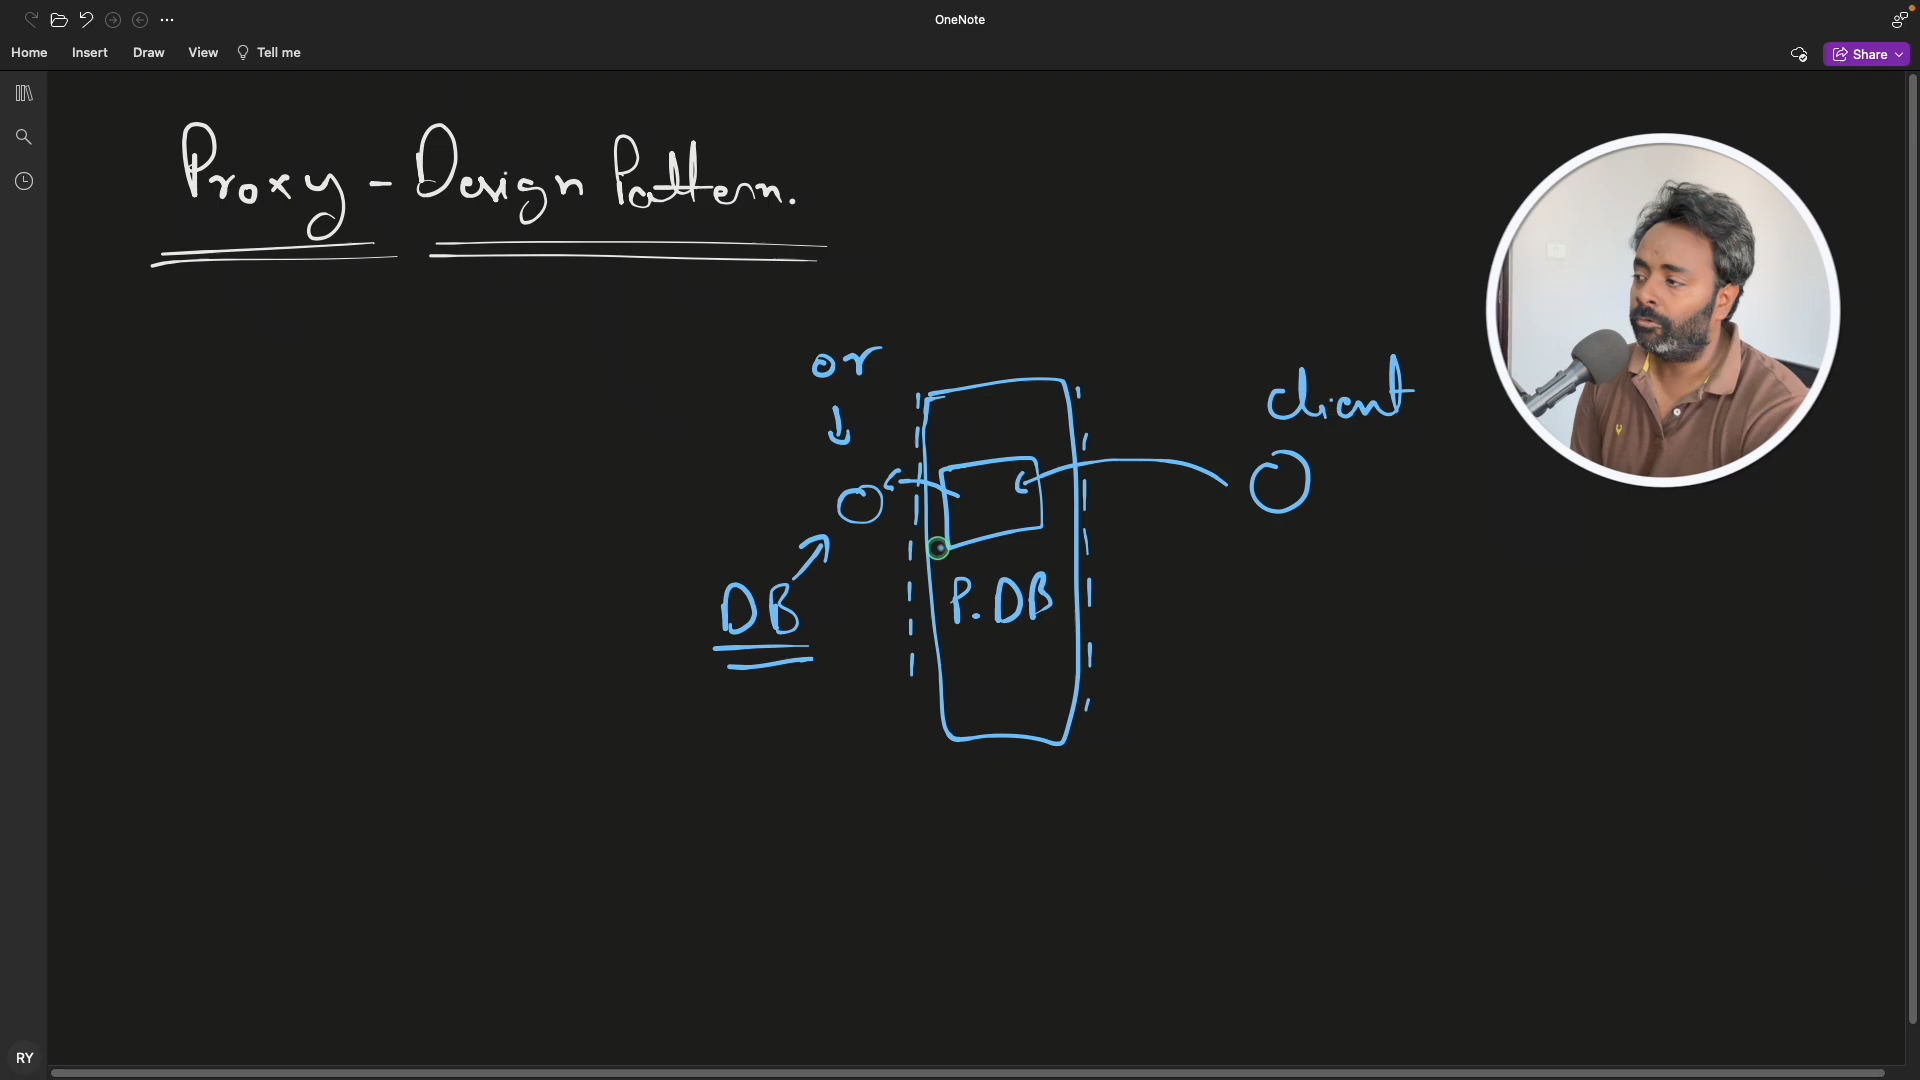 OneNote
Home Insert Draw View Tell me
Share
Proxy - Design Pattern.
or
client
DB
P.DB
RY